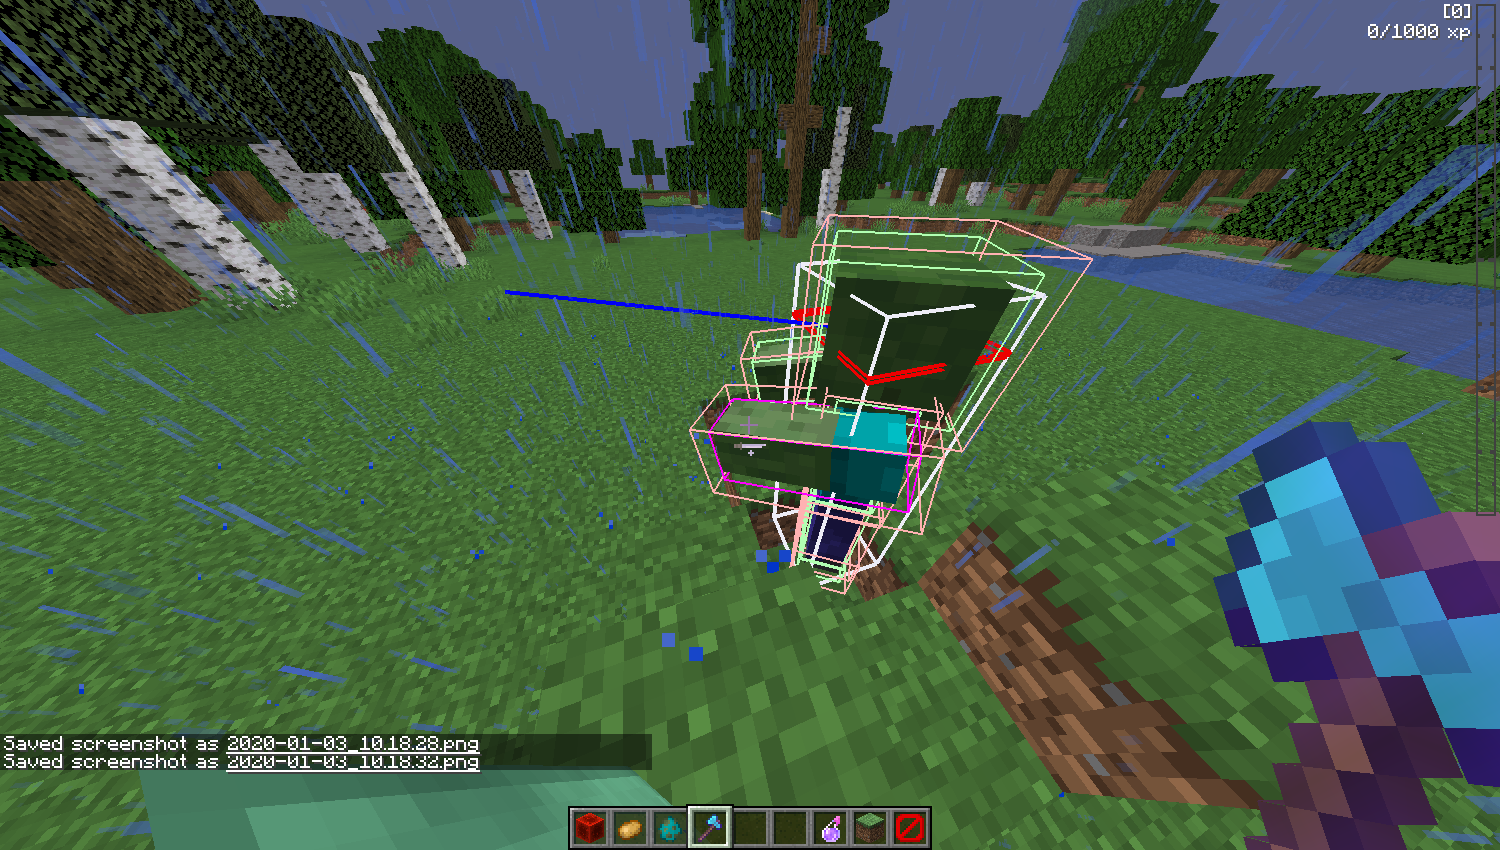 [0]
0/1000 xp
Saved screenshot as 2020-01-03_10.18.28.png
Saved screenshot as 2020-01-03_10.18.32.png